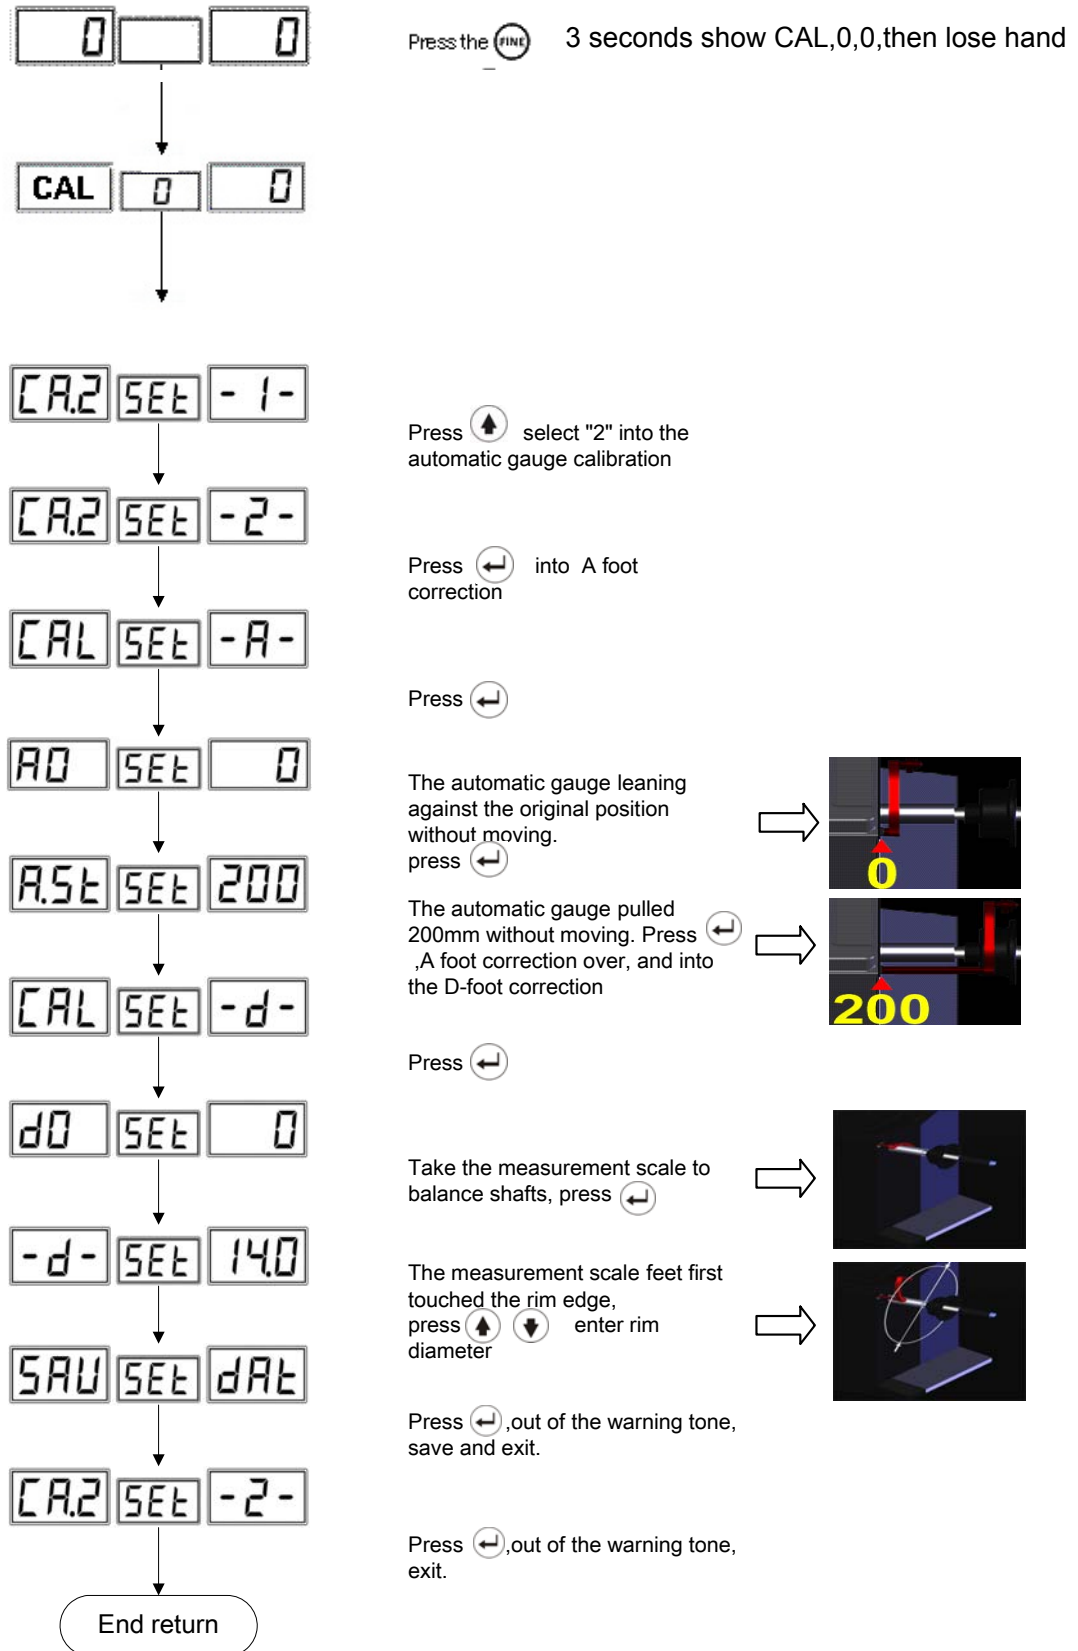 0 0
Press the FINE 3 seconds show CAL,0,0,then lose hand
CAL 0 0
CA.2 SEt -1-
Press select "2" into the
automatic gauge calibration
CA.2 SEt -2-
Press into A foot
correction
CAL SEt -A-
Press
A0 SEt 0
The automatic gauge leaning
against the original position
without moving.
press
0
A.St SEt 200
The automatic gauge pulled
200mm without moving. Press
,A foot correction over, and into
the D-foot correction
200
CAL SEt -d-
Press
d0 SEt 0
Take the measurement scale to
balance shafts, press
-d- SEt 14.0
The measurement scale feet first
touched the rim edge,
press enter rim
diameter
SAU SEt dAt
Press ,out of the warning tone,
save and exit.
CA.2 SEt -2-
Press ,out of the warning tone,
exit.
End return